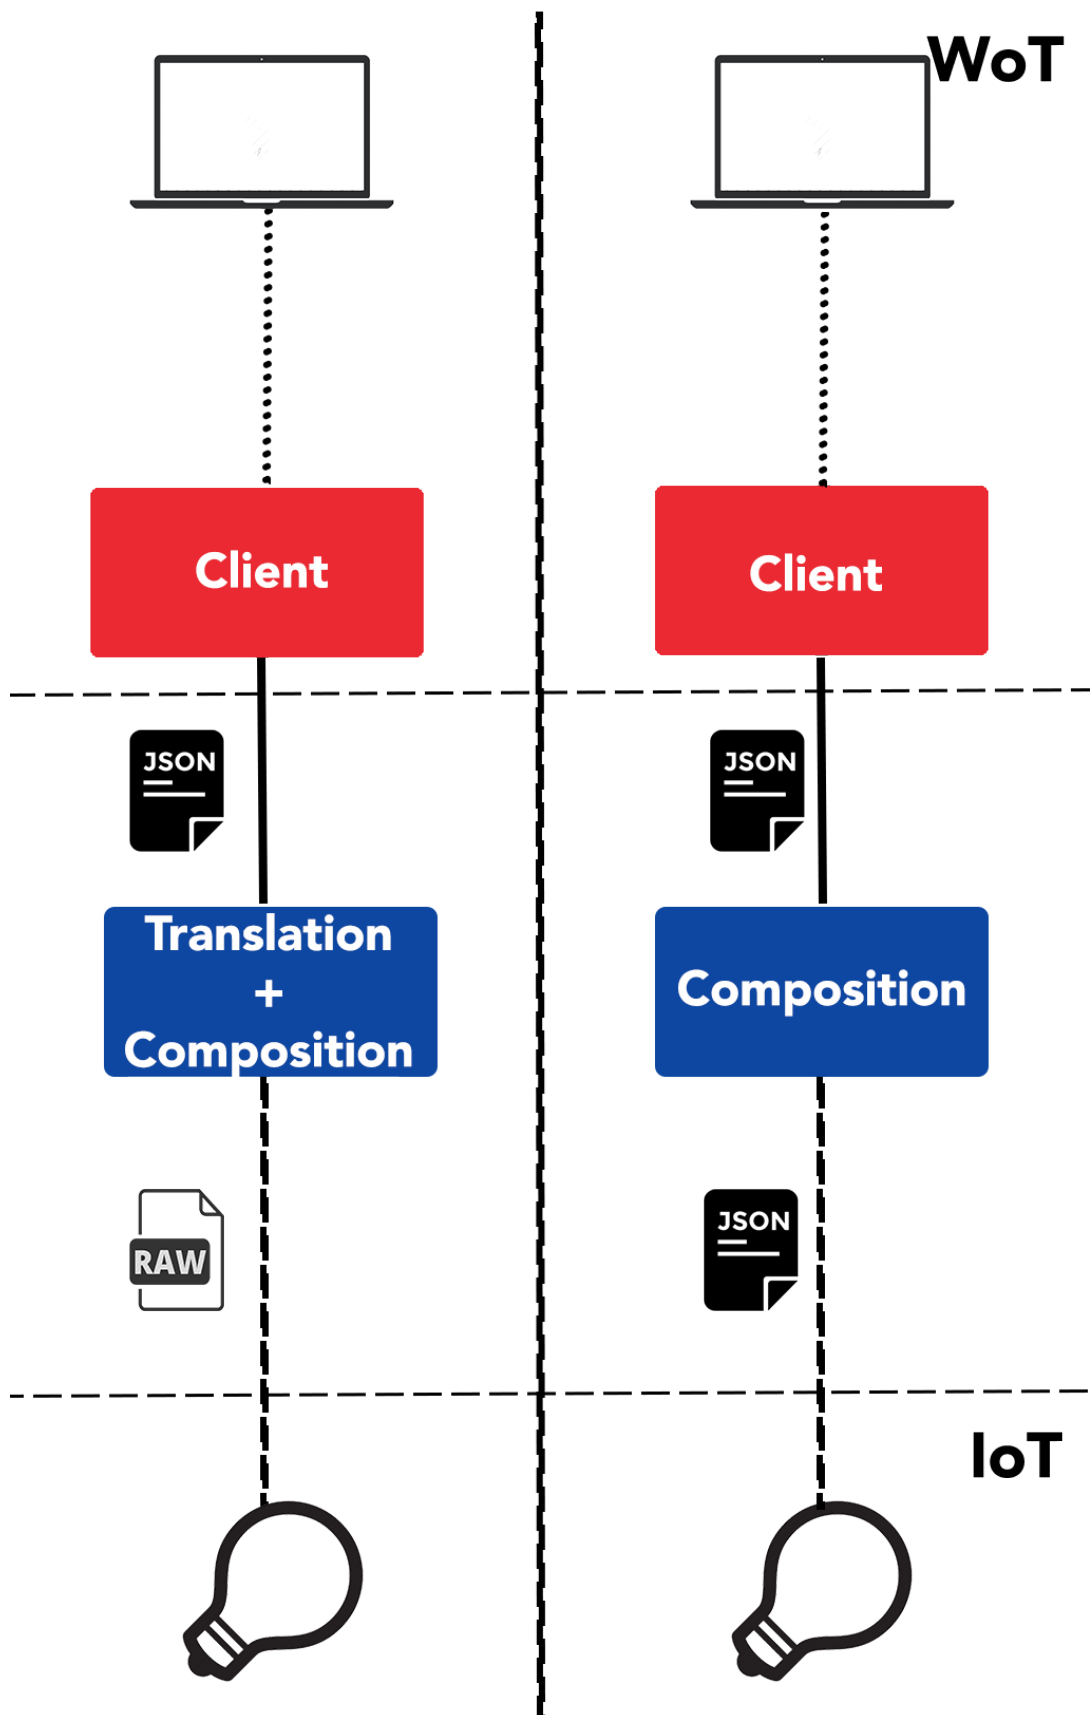 WoT
Client
Client
JSON
JSON
Translation
+
Composition
Composition
RAW
JSON
IoT